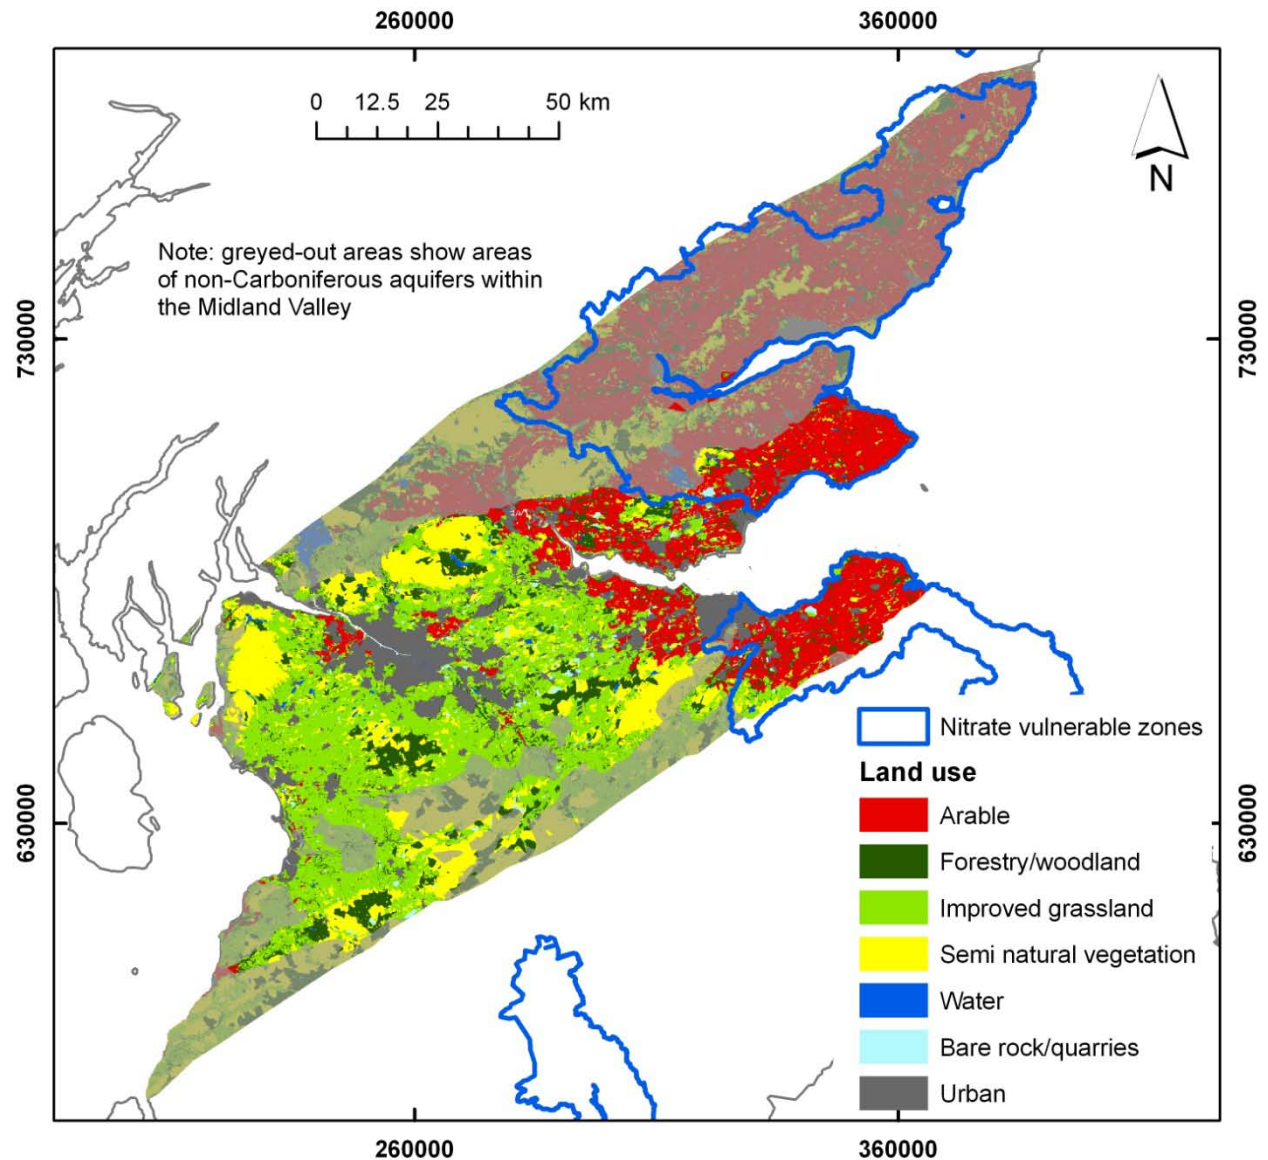 260000
360000
0 12.5 25 50 km
N
Note: greyed-out areas show areas
of non-Carboniferous aquifers within
the Midland Valley
730000
730000
Nitrate vulnerable zones
Land use
Arable
630000
630000
Forestry/woodland
Improved grassland
Semi natural vegetation
Water
Bare rock/quarries
Urban
260000
360000